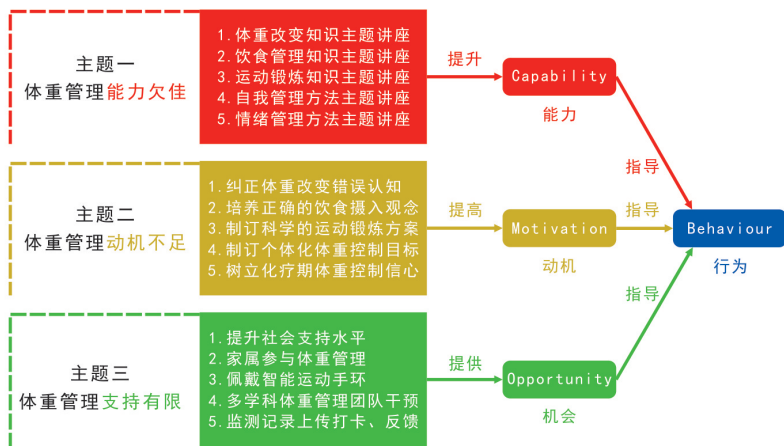 主题一
体重管理能力欠佳
1.体重改变知识主题讲座
2.饮食管理知识主题讲座
3.运动锻炼知识主题讲座
4.自我管理方法主题讲座
5.情绪管理方法主题讲座
提升
Capability
能力
指导
主题二
体重管理动机不足
1.纠正体重改变错误认知
2.培养正确的饮食摄入观念
3.制订科学的运动锻炼方案
4.制订个体化体重控制目标
5.树立化疗期体重控制信心
提高
Motivation
动机
指导
Behaviour
行为
主题三
体重管理支持有限
1.提升社会支持水平
2.家属参与体重管理
3.佩戴智能运动手环
4.多学科体重管理团队干预
5.监测记录上传打卡、反馈
提供
Opportunity
机会
指导